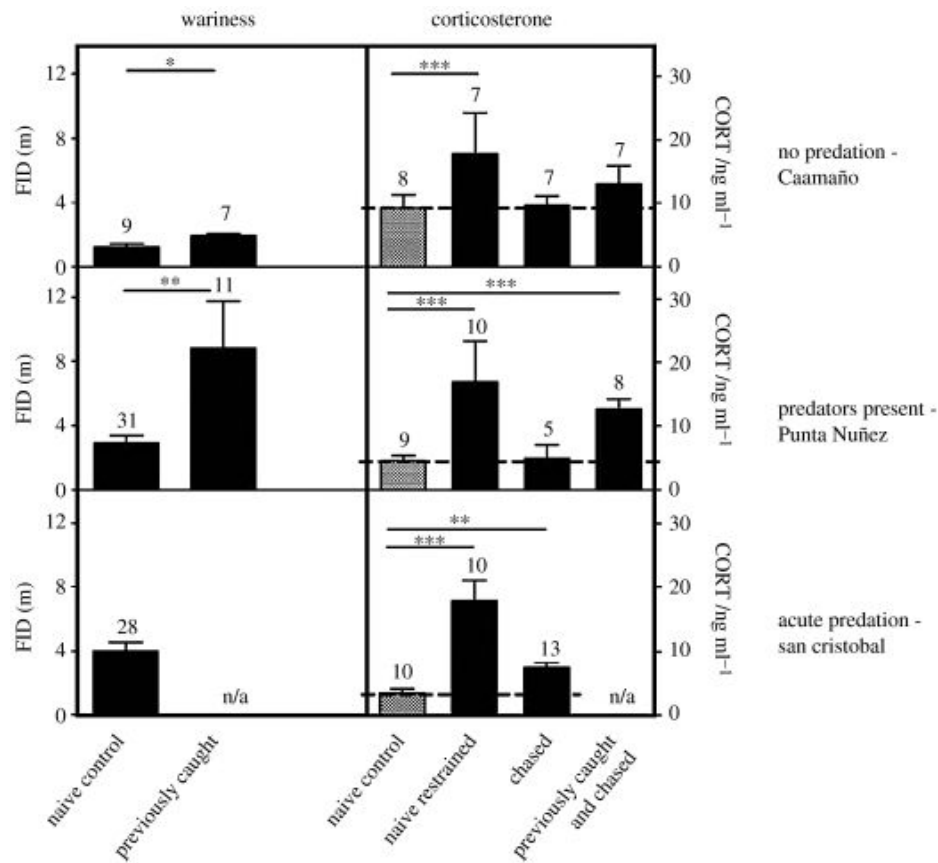 wariness
corticosterone
FID (m)
12
8
4
0
*
9
7
***
8
7
7
7
30
20
10
0
CORT /ng ml⁻¹
no predation -
Caamaño
FID (m)
12
8
4
0
**
31
11
***
***
9
10
5
8
30
20
10
0
CORT /ng ml⁻¹
predators present -
Punta Nuñez
FID (m)
12
8
4
0
28
n/a
**
***
10
10
13
n/a
30
20
10
0
CORT /ng ml⁻¹
acute predation -
san cristobal
naive control
previously caught
naive control
naive restrained
chased
previously caught
and chased